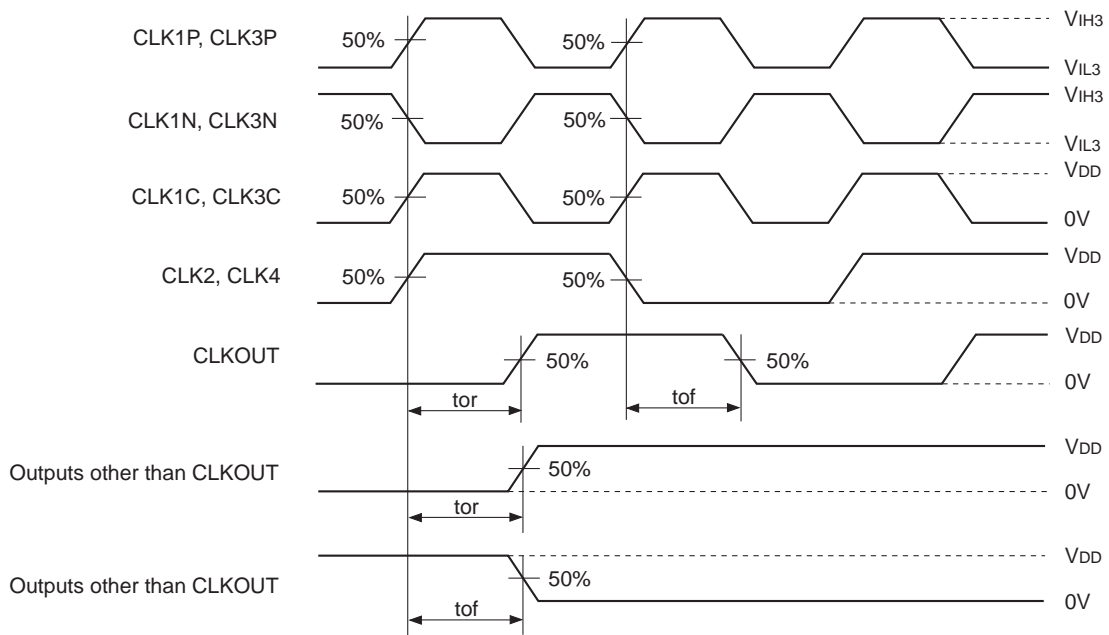 CLK1P, CLK3P 50% 50% VIH3
VIL3
CLK1N, CLK3N 50% 50% VIH3
VIL3
CLK1C, CLK3C 50% 50% VDD
0V
CLK2, CLK4 50% 50% VDD
0V
CLKOUT 50% 50% VDD
0V
tor tof
Outputs other than CLKOUT 50% VDD
0V
tor
Outputs other than CLKOUT 50% VDD
0V
tof